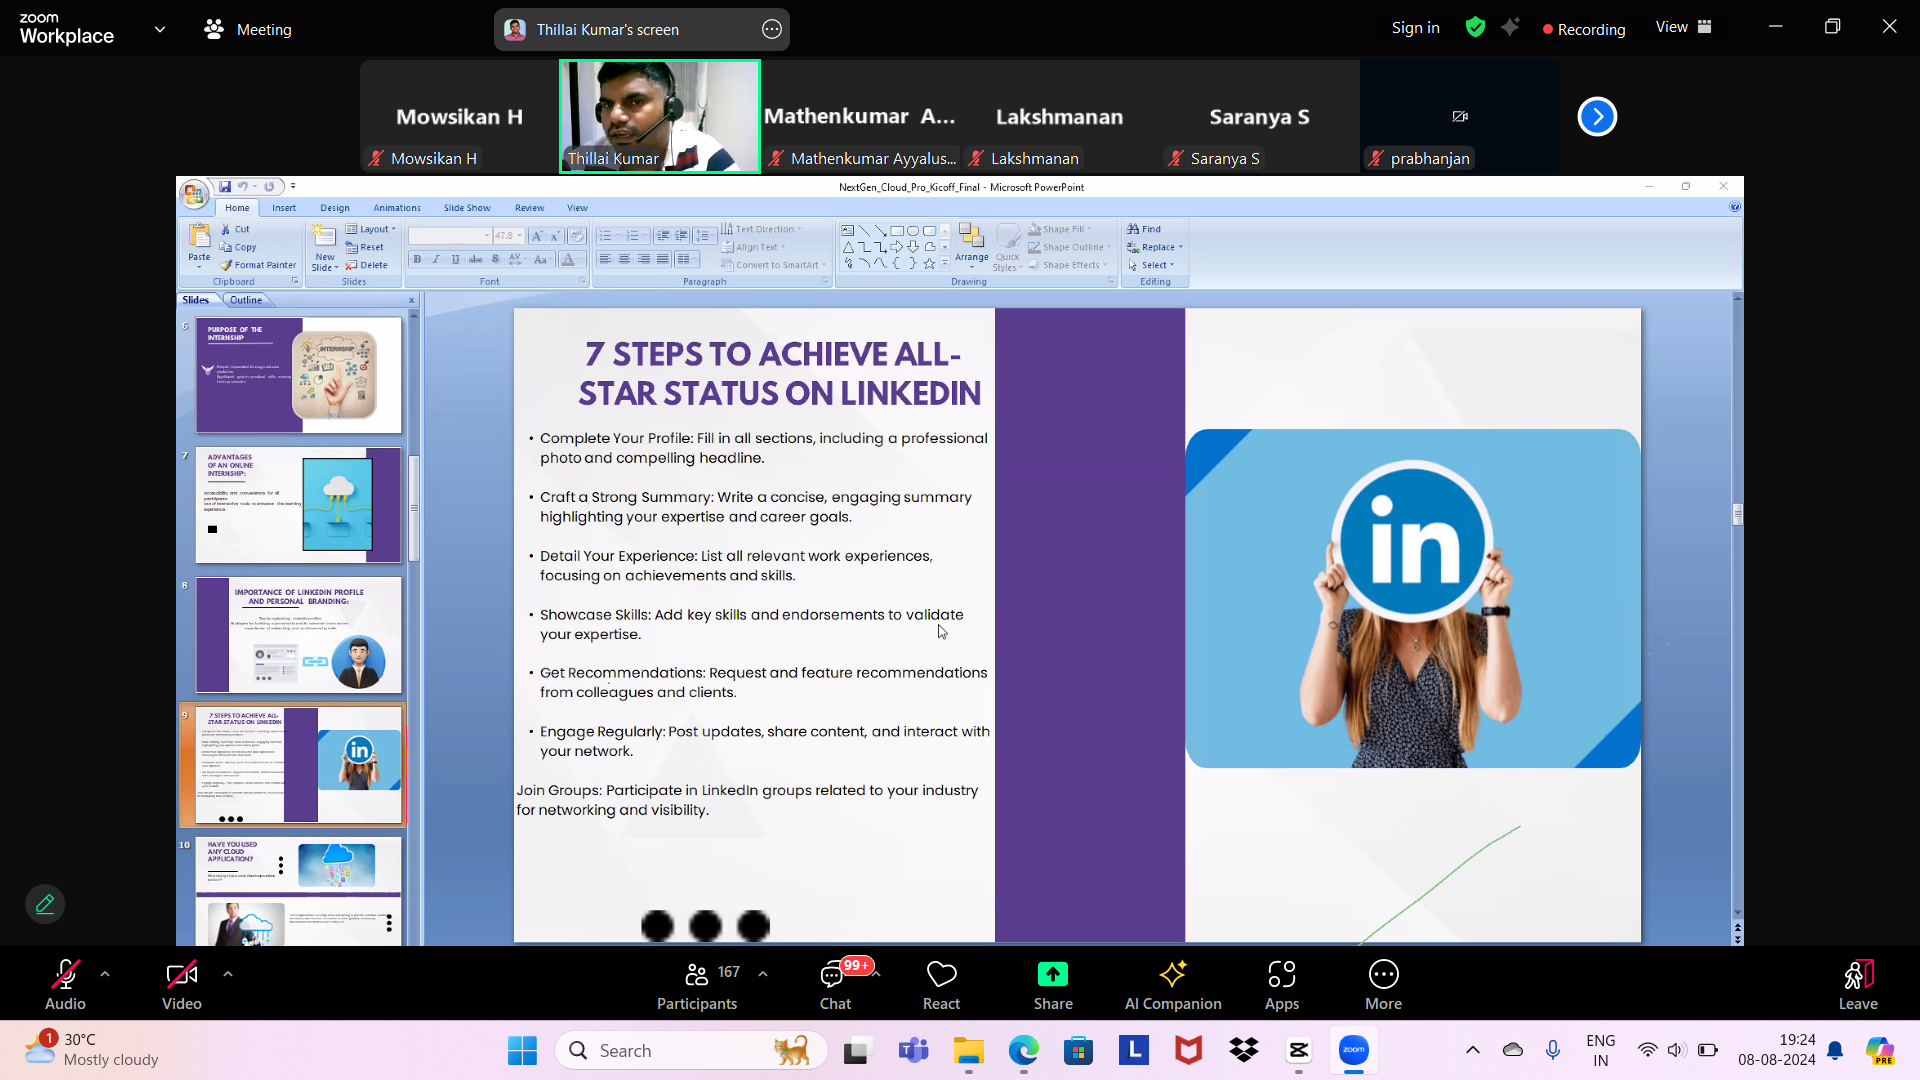 zoom
Workplace
Meeting
Thillai Kumar's screen
Sign in
Recording
View
Mowsikan H
Mathenkumar A...
Lakshmanan
Saranya S
Mowsikan H
Thillai Kumar
Mathenkumar Ayyalus...
Lakshmanan
Saranya S
prabhanjan
NextGen_Cloud_Pro_Kicoff_Final - Microsoft PowerPoint
Home
Insert
Design
Animations
Slide Show
Review
View
Paste
Cut
Copy
Format Painter
Clipboard
New
Slide
Layout
Reset
Delete
Slides
47.8
Font
Text Direction
Align Text
Convert to SmartArt
Paragraph
Arrange
Quick
Styles
Shape Fill
Shape Outline
Shape Effects
Drawing
Find
Replace
Select
Editing
Slides
Outline
6
PURPOSE OF THE
INTERNSHIP
INTERNSHIP
7
ADVANTAGES
OF AN ONLINE
INTERNSHIP:
8
IMPORTANCE OF LINKEDIN PROFILE
AND PERSONAL BRANDING:
9
7 STEPS TO ACHIEVE ALL-
STAR STATUS ON LINKEDIN
in
10
HAVE YOU USED
ANY CLOUD
APPLICATION?
7 STEPS TO ACHIEVE ALL-
STAR STATUS ON LINKEDIN
• Complete Your Profile: Fill in all sections, including a professional
photo and compelling headline.
• Craft a Strong Summary: Write a concise, engaging summary
highlighting your expertise and career goals.
• Detail Your Experience: List all relevant work experiences,
focusing on achievements and skills.
• Showcase Skills: Add key skills and endorsements to validate
your expertise.
• Get Recommendations: Request and feature recommendations
from colleagues and clients.
• Engage Regularly: Post updates, share content, and interact with
your network.
Join Groups: Participate in LinkedIn groups related to your industry
for networking and visibility.
in
Audio
Video
167
Participants
99+
Chat
React
Share
AI Companion
Apps
More
Leave
1
30°C
Mostly cloudy
Search
L
zoom
ENG
IN
19:24
08-08-2024
PRE